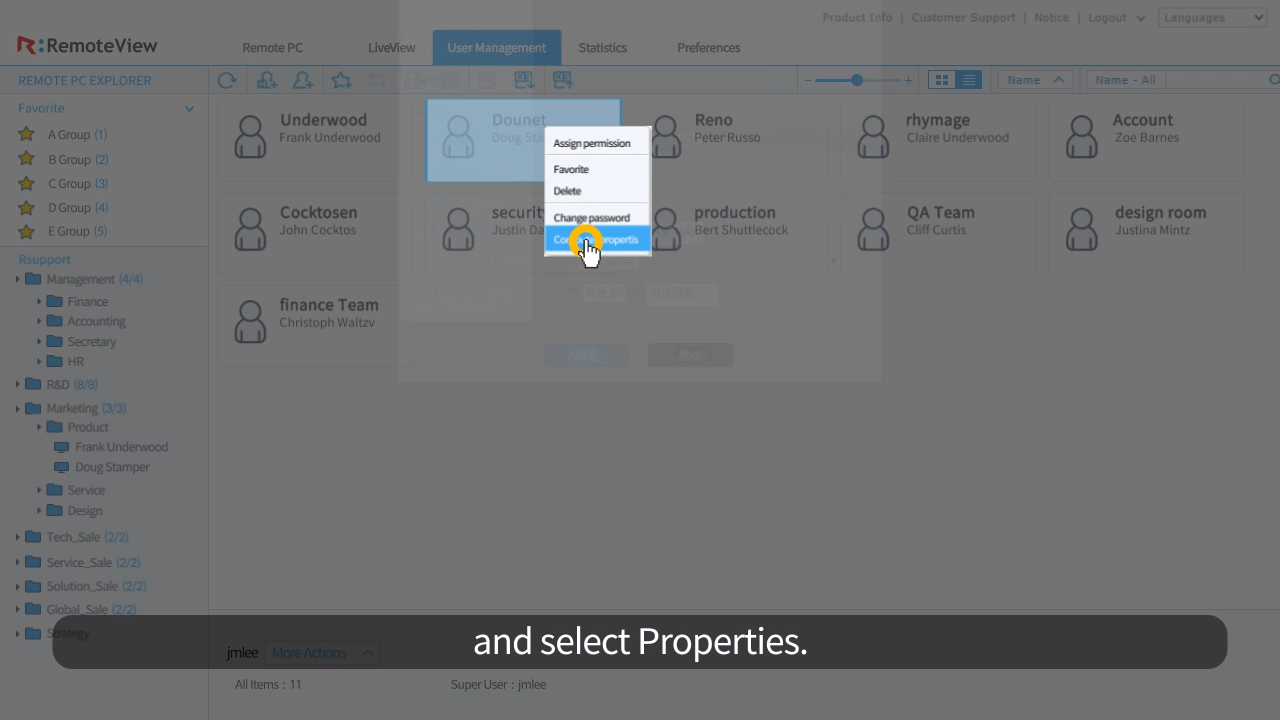 Product Info | Customer Support | Notice | Logout Languages
RemoteView
Remote PC LiveView User Management Statistics Preferences
REMOTE PC EXPLORER
Name Name - All
Favorite
A Group (1)
B Group (2)
C Group (3)
D Group (4)
E Group (5)
Rsupport
Management (4/4)
Finance
Accounting
Secretary
HR
R&D (8/8)
Marketing (3/3)
Product
Frank Underwood
Doug Stamper
Service
Design
Tech_Sale (2/2)
Service_Sale (2/2)
Solution_Sale (2/2)
Global_Sale (2/2)
Strategy
Underwood
Frank Underwood
Dounet
Doug
Reno
Peter Russo
rhymage
Claire Underwood
Account
Zoe Barnes
Cocktosen
John Cocktos
security
Justin
production
Bert Shuttlecock
QA Team
Cliff Curtis
design room
Justina Mintz
finance Team
Christoph Waltzv
Assign permission
Favorite
Delete
Change password
propertis
and select Properties.
jmlee More Actions
All Items : 11 Super User : jmlee